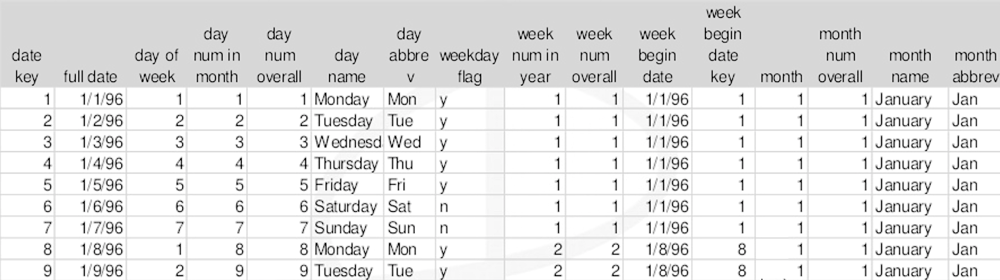 date key full date day of week day num in month day num overall day name day abbre v weekday flag week num in year week num overall week begin date week begin date key month month num overall month name month abbrev
1 1/1/96 1 1 1 Monday Mon y 1 1 1/1/96 1 1 1 January Jan
2 1/2/96 2 2 2 Tuesday Tue y 1 1 1/1/96 1 1 1 January Jan
3 1/3/96 3 3 3 Wednesd Wed y 1 1 1/1/96 1 1 1 January Jan
4 1/4/96 4 4 4 Thursday Thu y 1 1 1/1/96 1 1 1 January Jan
5 1/5/96 5 5 5 Friday Fri y 1 1 1/1/96 1 1 1 January Jan
6 1/6/96 6 6 6 Saturday Sat n 1 1 1/1/96 1 1 1 January Jan
7 1/7/96 7 7 7 Sunday Sun n 1 1 1/1/96 1 1 1 January Jan
8 1/8/96 1 8 8 Monday Mon y 2 2 1/8/96 8 1 1 January Jan
9 1/9/96 2 9 9 Tuesday Tue y 2 2 1/8/96 8 1 1 January Jan